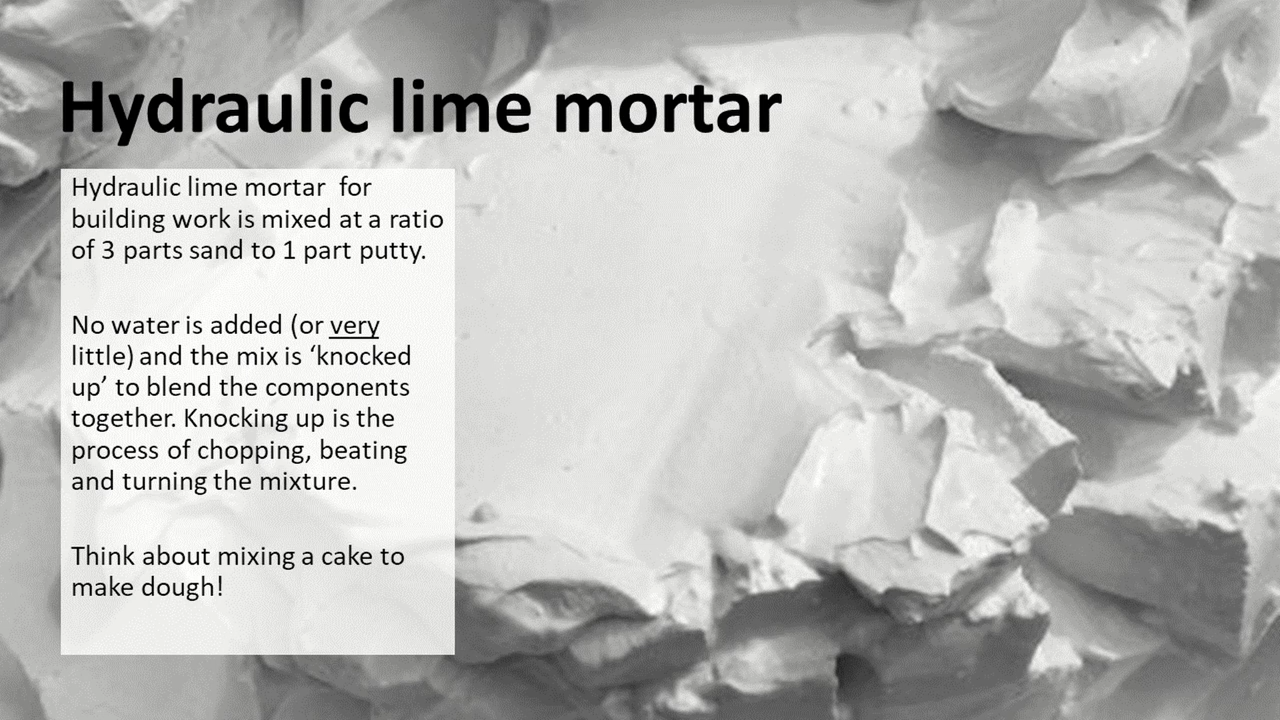 Hydraulic lime mortar
Hydraulic lime mortar  for
building work is mixed at a ratio
of 3 parts sand to 1 part putty.
No water is added (or very
little) and the mix is ‘knocked
up’ to blend the components
together. Knocking up is the
process of chopping, beating
and turning the mixture.
Think about mixing a cake to
make dough!